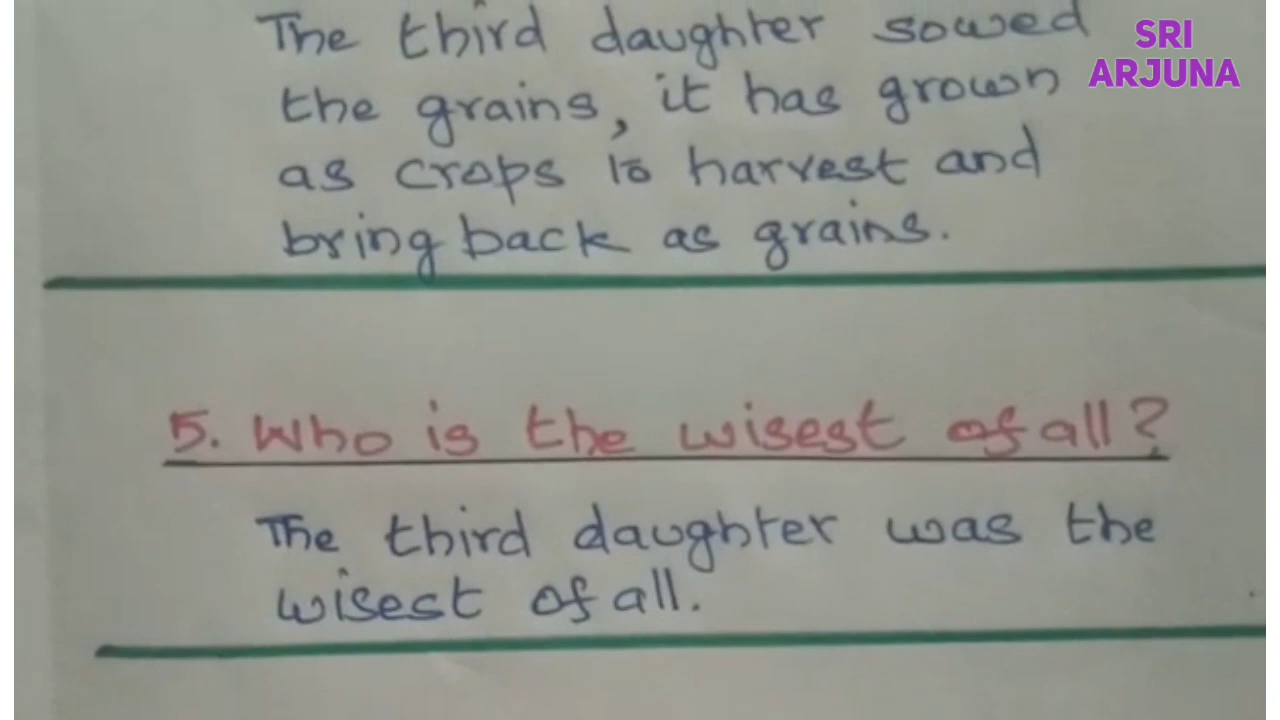 The third daughter sowed
the grains, it has grown
as crops to harvest and
bring back as grains.
SRI
ARJUNA
5. Who is the wisest of all?
The third daughter was the
wisest of all.